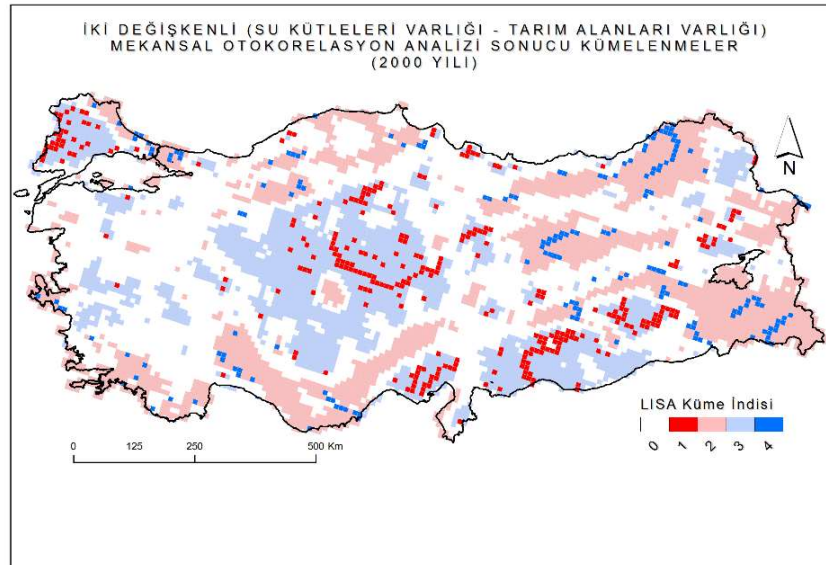 İKİ DEĞİŞKENLİ (SU KÜTLELERİ VARLIĞI - TARIM ALANLARI VARLIĞI)
MEKANSAL OTOKORELASYON ANALİZİ SONUCU KÜMELENMELER
(2000 YILI)
N
LISA Küme İndisi
0 1 2 3 4
0 125 250 500 Km